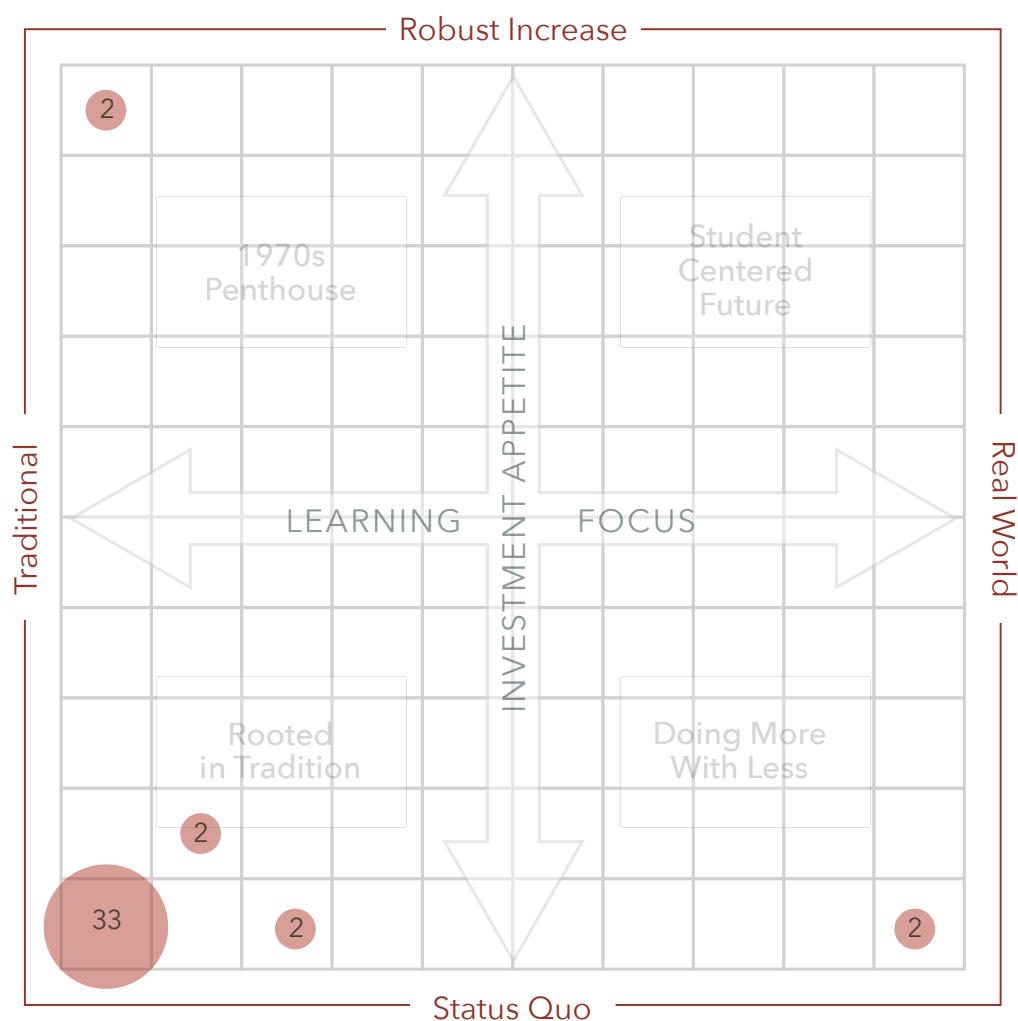 Robust Increase
2
1970s
Penthouse
Student
Centered
Future
Traditional
LEARNING
FOCUS
INVESTMENT APPETITE
Real World
Rooted
in Tradition
Doing More
With Less
2
33
2
2
Status Quo